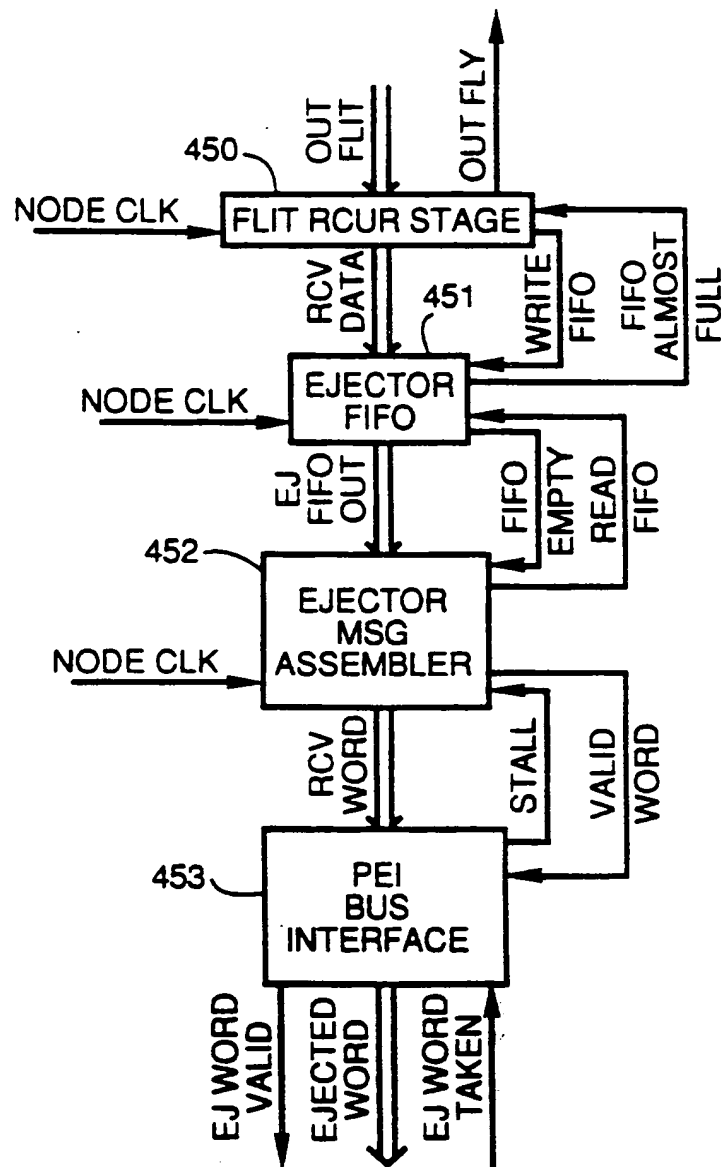 OUT
FLIT
OUT FLY
450
NODE CLK
FLIT RCUR STAGE
RCV
DATA
WRITE
FIFO
FIFO
ALMOST
FULL
451
NODE CLK
EJECTOR
FIFO
EJ
FIFO
OUT
FIFO
EMPTY
READ
FIFO
452
EJECTOR
MSG
ASSEMBLER
NODE CLK
RCV
WORD
STALL
VALID
WORD
453
PEI
BUS
INTERFACE
EJ WORD
VALID
EJECTED
WORD
EJ WORD
TAKEN